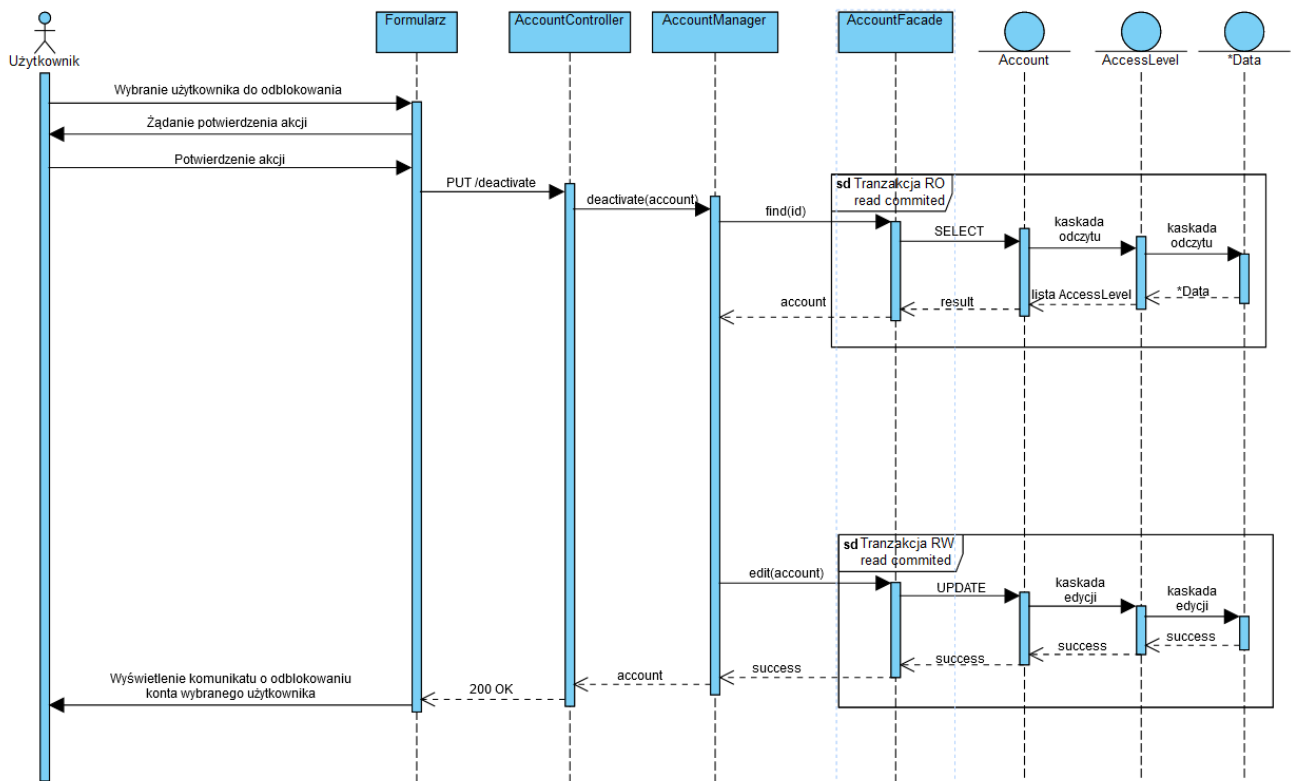 Użytkownik
Formularz
AccountController
AccountManager
AccountFacade
Account
AccessLevel
*Data
Wybranie użytkownika do odblokowania
Żądanie potwierdzenia akcji
Potwierdzenie akcji
PUT /deactivate
deactivate(account)
find(id)
sd Tranzakcja RO
read commited
SELECT
kaskada
odczytu
kaskada
odczytu
*Data
lista AccessLevel
result
account
sd Tranzakcja RW
read commited
edit(account)
UPDATE
kaskada
edycji
kaskada
edycji
success
success
success
success
account
200 OK
Wyświetlenie komunikatu o odblokowaniu
konta wybranego użytkownika